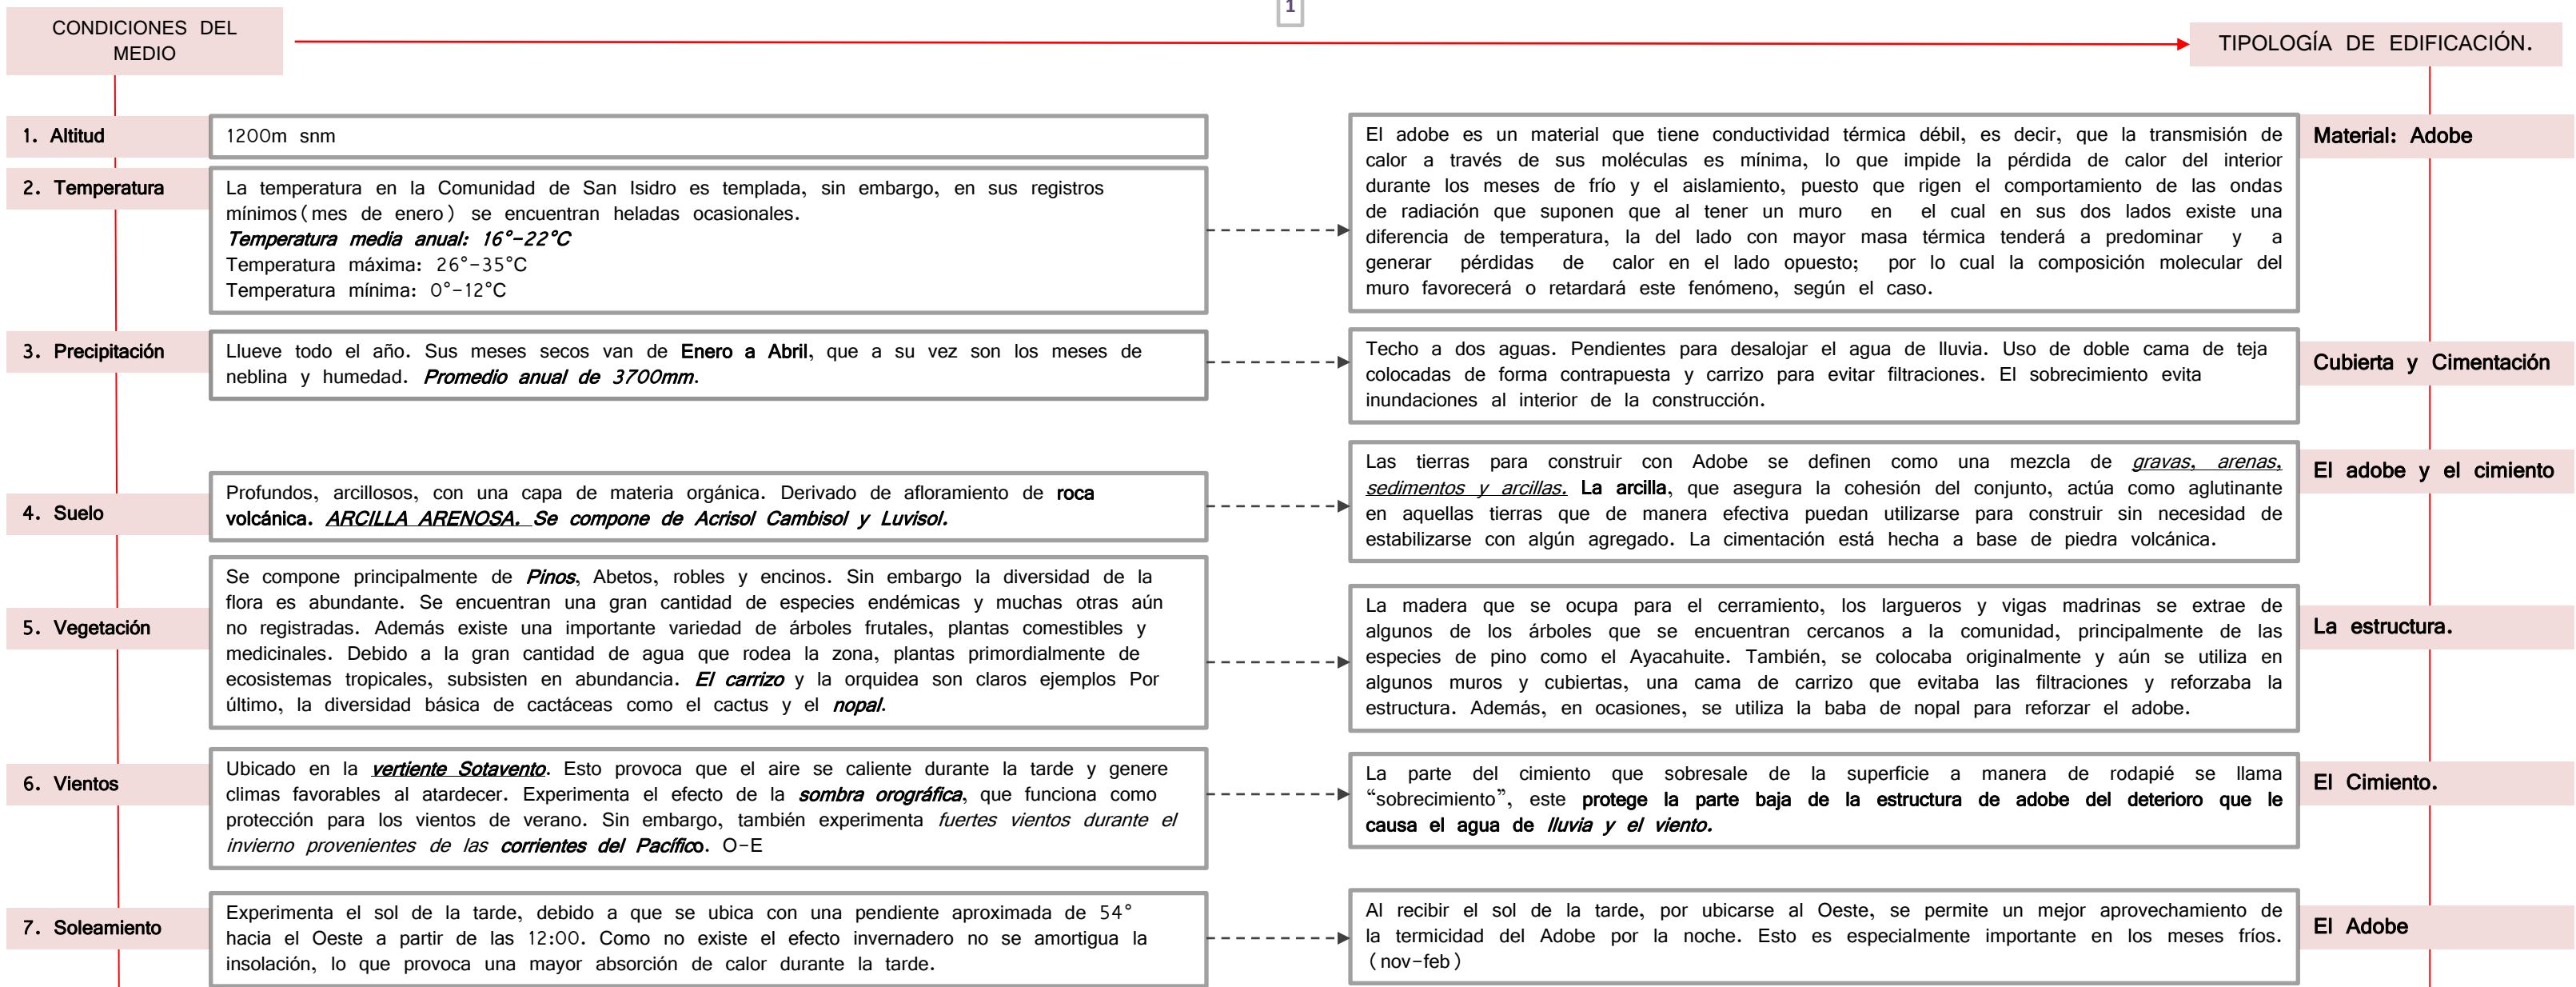 1
CONDICIONES DEL
MEDIO
TIPOLOGÍA DE EDIFICACIÓN.
1. Altitud
1200m snm
2. Temperatura
La temperatura en la Comunidad de San Isidro es templada, sin embargo, en sus registros
mínimos(mes de enero) se encuentran heladas ocasionales.
Temperatura media anual: 16°-22°C
Temperatura máxima: 26°-35°C
Temperatura mínima: 0°-12°C
El adobe es un material que tiene conductividad térmica débil, es decir, que la transmisión de
calor a través de sus moléculas es mínima, lo que impide la pérdida de calor del interior
durante los meses de frío y el aislamiento, puesto que rigen el comportamiento de las ondas
de radiación que suponen que al tener un muro en el cual en sus dos lados existe una
diferencia de temperatura, la del lado con mayor masa térmica tenderá a predominar y a
generar pérdidas de calor en el lado opuesto; por lo cual la composición molecular del
muro favorecerá o retardará este fenómeno, según el caso.
Material: Adobe
3. Precipitación
Llueve todo el año. Sus meses secos van de Enero a Abril, que a su vez son los meses de
neblina y humedad. Promedio anual de 3700mm.
Techo a dos aguas. Pendientes para desalojar el agua de lluvia. Uso de doble cama de teja
colocadas de forma contrapuesta y carrizo para evitar filtraciones. El sobrecimiento evita
inundaciones al interior de la construcción.
Cubierta y Cimentación
4. Suelo
Profundos, arcillosos, con una capa de materia orgánica. Derivado de afloramiento de roca
volcánica. ARCILLA ARENOSA. Se compone de Acrisol Cambisol y Luvisol.
Las tierras para construir con Adobe se definen como una mezcla de gravas, arenas,
sedimentos y arcillas. La arcilla, que asegura la cohesión del conjunto, actúa como aglutinante
en aquellas tierras que de manera efectiva puedan utilizarse para construir sin necesidad de
estabilizarse con algún agregado. La cimentación está hecha a base de piedra volcánica.
El adobe y el cimiento
5. Vegetación
Se compone principalmente de Pinos, Abetos, robles y encinos. Sin embargo la diversidad de la
flora es abundante. Se encuentran una gran cantidad de especies endémicas y muchas otras aún
no registradas. Además existe una importante variedad de árboles frutales, plantas comestibles y
medicinales. Debido a la gran cantidad de agua que rodea la zona, plantas primordialmente de
ecosistemas tropicales, subsisten en abundancia. El carrizo y la orquidea son claros ejemplos Por
último, la diversidad básica de cactáceas como el cactus y el nopal.
La madera que se ocupa para el cerramiento, los largueros y vigas madrinas se extrae de
algunos de los árboles que se encuentran cercanos a la comunidad, principalmente de las
especies de pino como el Ayacahuite. También, se colocaba originalmente y aún se utiliza en
algunos muros y cubiertas, una cama de carrizo que evitaba las filtraciones y reforzaba la
estructura. Además, en ocasiones, se utiliza la baba de nopal para reforzar el adobe.
La estructura.
6. Vientos
Ubicado en la vertiente Sotavento. Esto provoca que el aire se caliente durante la tarde y genere
climas favorables al atardecer. Experimenta el efecto de la sombra orográfica, que funciona como
protección para los vientos de verano. Sin embargo, también experimenta fuertes vientos durante el
invierno provenientes de las corrientes del Pacífico. O-E
La parte del cimiento que sobresale de la superficie a manera de rodapié se llama
“sobrecimiento”, este protege la parte baja de la estructura de adobe del deterioro que le
causa el agua de lluvia y el viento.
El Cimiento.
7. Soleamiento
Experimenta el sol de la tarde, debido a que se ubica con una pendiente aproximada de 54°
hacia el Oeste a partir de las 12:00. Como no existe el efecto invernadero no se amortigua la
insolación, lo que provoca una mayor absorción de calor durante la tarde.
Al recibir el sol de la tarde, por ubicarse al Oeste, se permite un mejor aprovechamiento de
la termicidad del Adobe por la noche. Esto es especialmente importante en los meses fríos.
(nov-feb)
El Adobe